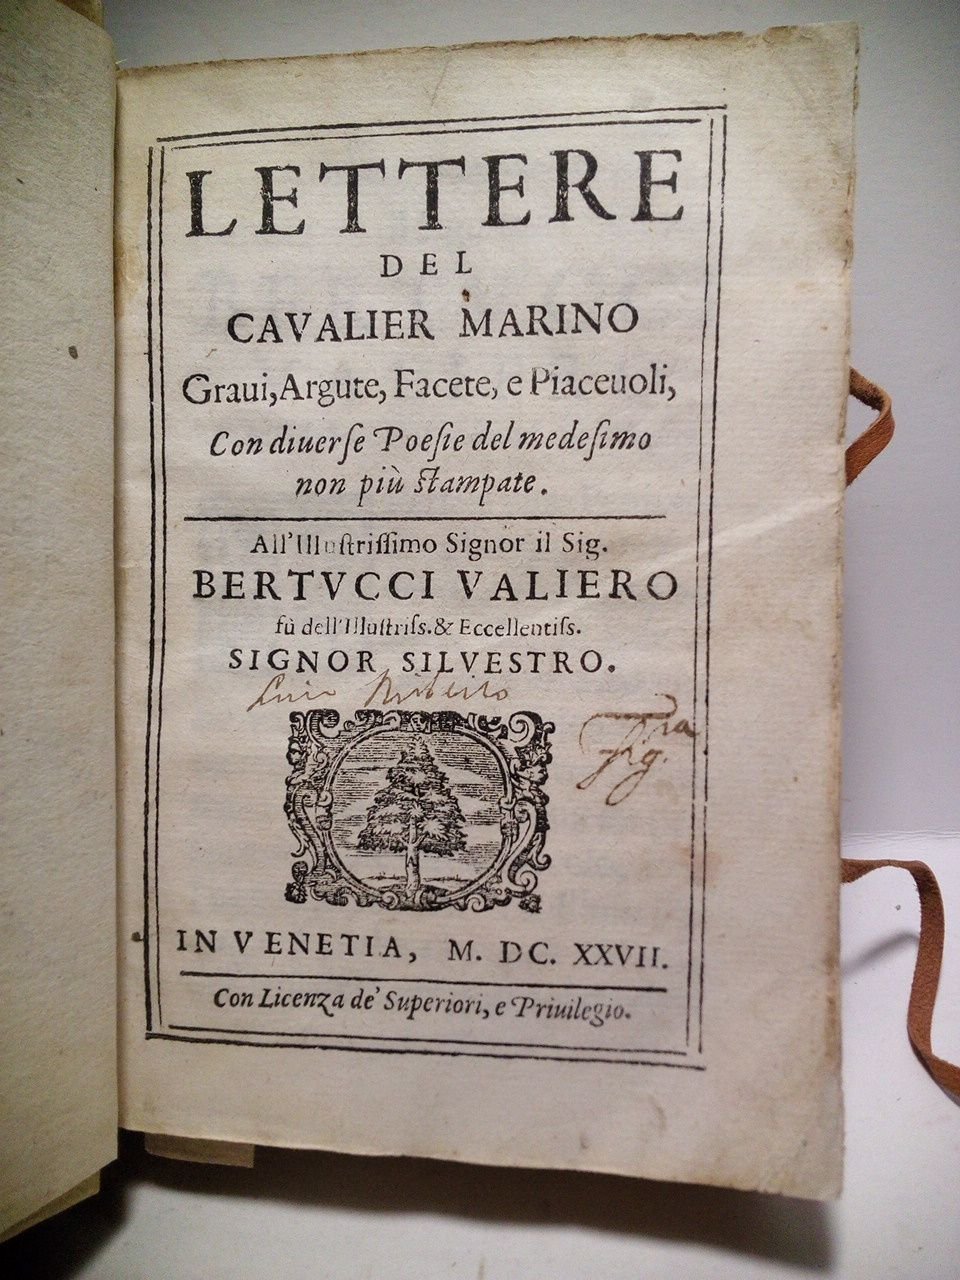 LETTERE
DEL
CAVALIER MARINO
Graui, Argute, Facete, e Piaceuoli,
Con diuerſe Poeſie del medeſimo
non più ſtampate.
All'Illuſtriſſimo Signor il Sig.
BERTVCCI VALIERO
fù dell'Illuſtriſs. & Eccellentiſs.
SIGNOR SILVESTRO.
IN VENETIA, M. DC. XXVII.
Con Licenza de' Superiori, e Priuilegio.